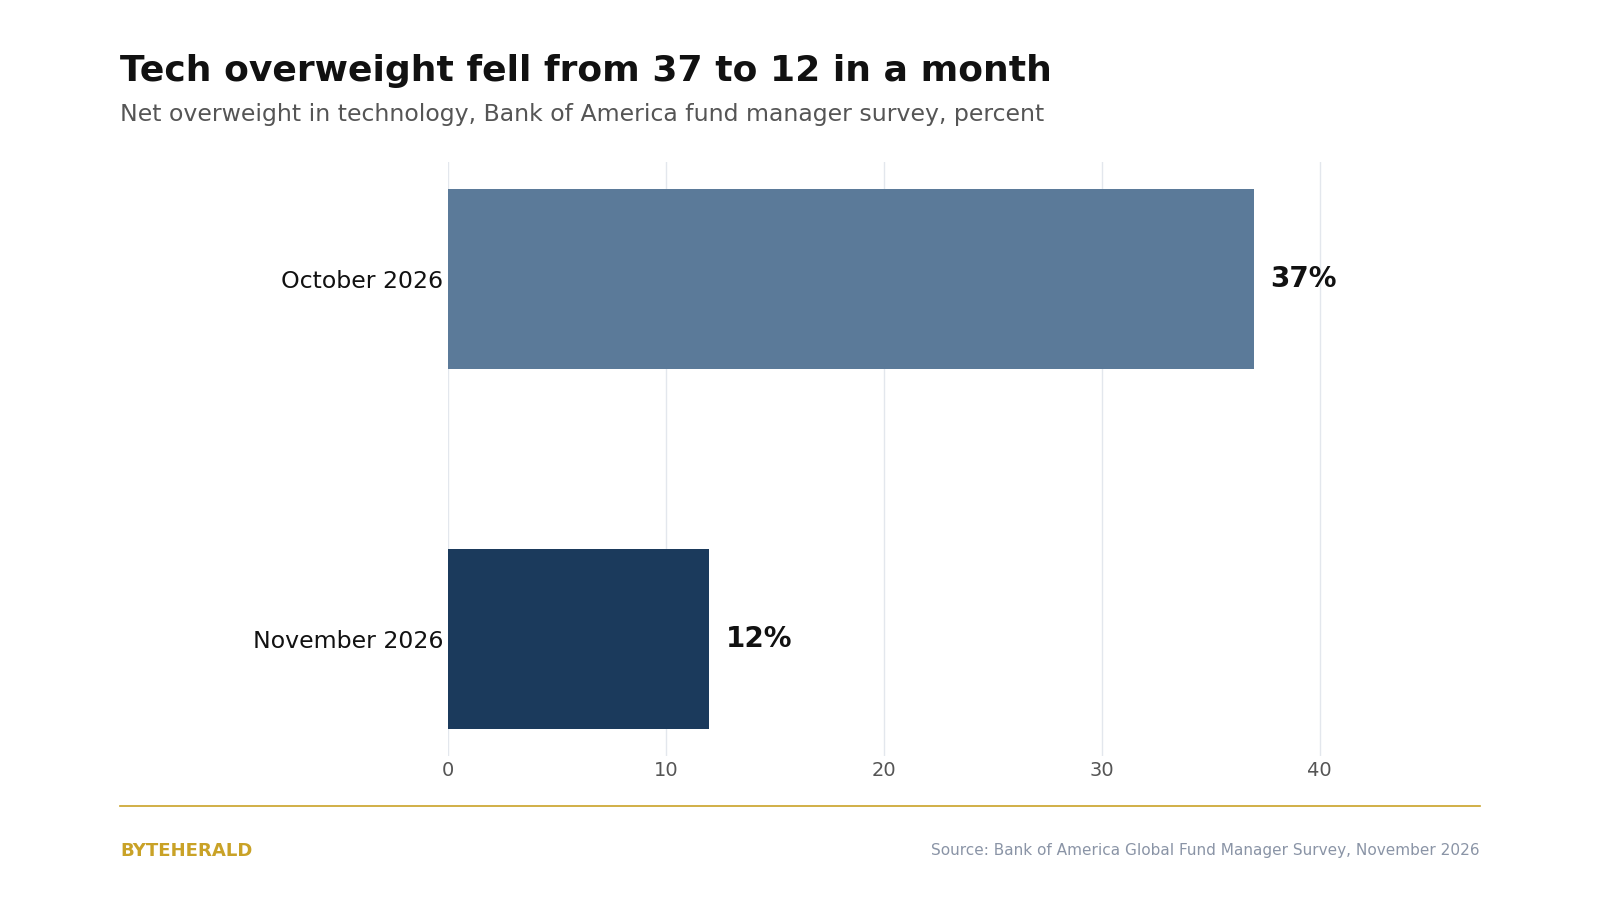 Tech overweight fell from 37 to 12 in a month
Net overweight in technology, Bank of America fund manager survey, percent
October 2026
37%
November 2026
12%
0 10 20 30 40
BYTEHERALD
Source: Bank of America Global Fund Manager Survey, November 2026